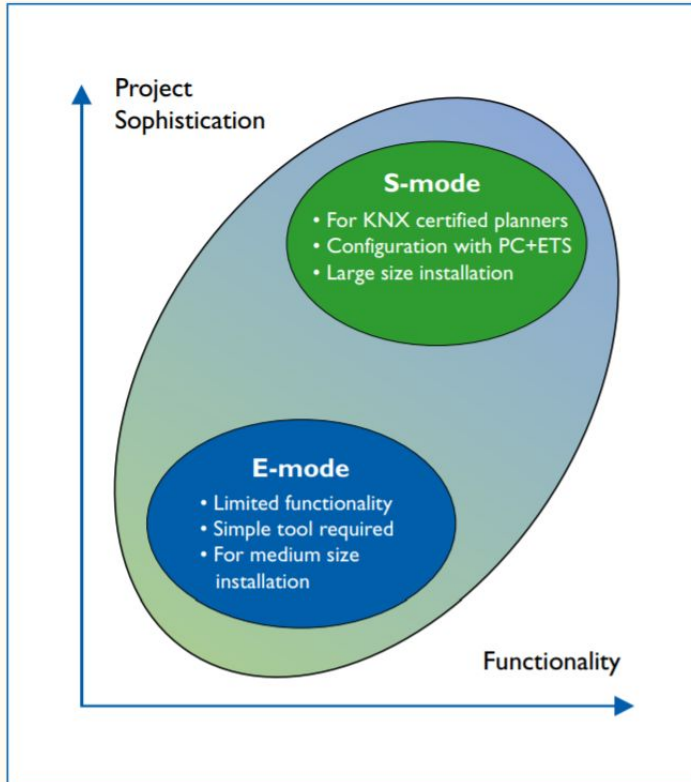 Project
Sophistication
S-mode
• For KNX certified planners
• Configuration with PC+ETS
• Large size installation
E-mode
• Limited functionality
• Simple tool required
• For medium size
installation
Functionality